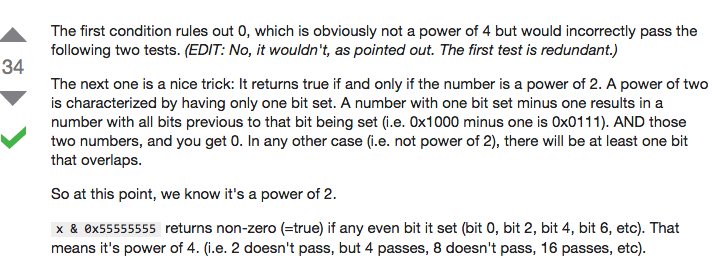 The first condition rules out 0, which is obviously not a power of 4 but would incorrectly pass the
following two tests. (EDIT: No, it wouldn't, as pointed out. The first test is redundant.)
34
The next one is a nice trick: It returns true if and only if the number is a power of 2. A power of two
is characterized by having only one bit set. A number with one bit set minus one results in a
number with all bits previous to that bit being set (i.e. 0x1000 minus one is 0x0111). AND those
two numbers, and you get 0. In any other case (i.e. not power of 2), there will be at least one bit
that overlaps.
So at this point, we know it's a power of 2.
x & 0x55555555 returns non-zero (=true) if any even bit it set (bit 0, bit 2, bit 4, bit 6, etc). That
means it's power of 4. (i.e. 2 doesn't pass, but 4 passes, 8 doesn't pass, 16 passes, etc).